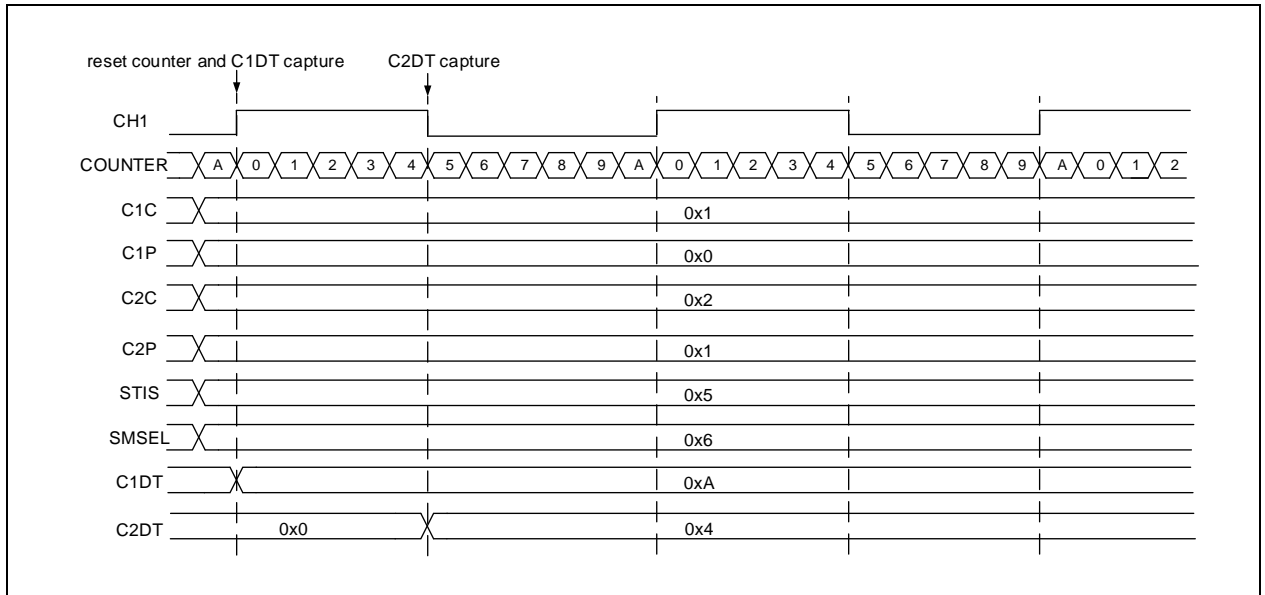 reset counter and C1DT capture C2DT capture
CH1
COUNTER A 0 1 2 3 4 5 6 7 8 9 A 0 1 2 3 4 5 6 7 8 9 A 0 1 2
C1C 0x1
C1P 0x0
C2C 0x2
C2P 0x1
STIS 0x5
SMSEL 0x6
C1DT 0xA
C2DT 0x0 0x4